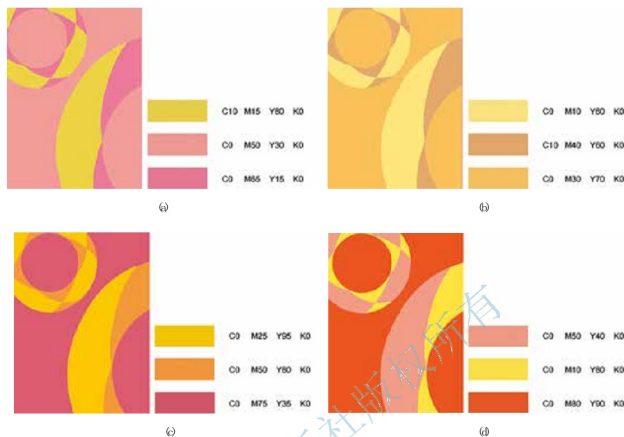 C10 M15 Y80 K0
C0 M50 Y30 K0
C0 M65 Y15 K0
(a)
C0 M10 Y60 K0
C10 M40 Y60 K0
C0 M30 Y70 K0
(b)
C0 M25 Y95 K0
C0 M50 Y80 K0
C0 M75 Y35 K0
(c)
C0 M50 Y40 K0
C0 M10 Y80 K0
C0 M80 Y90 K0
(d)
社版权所有